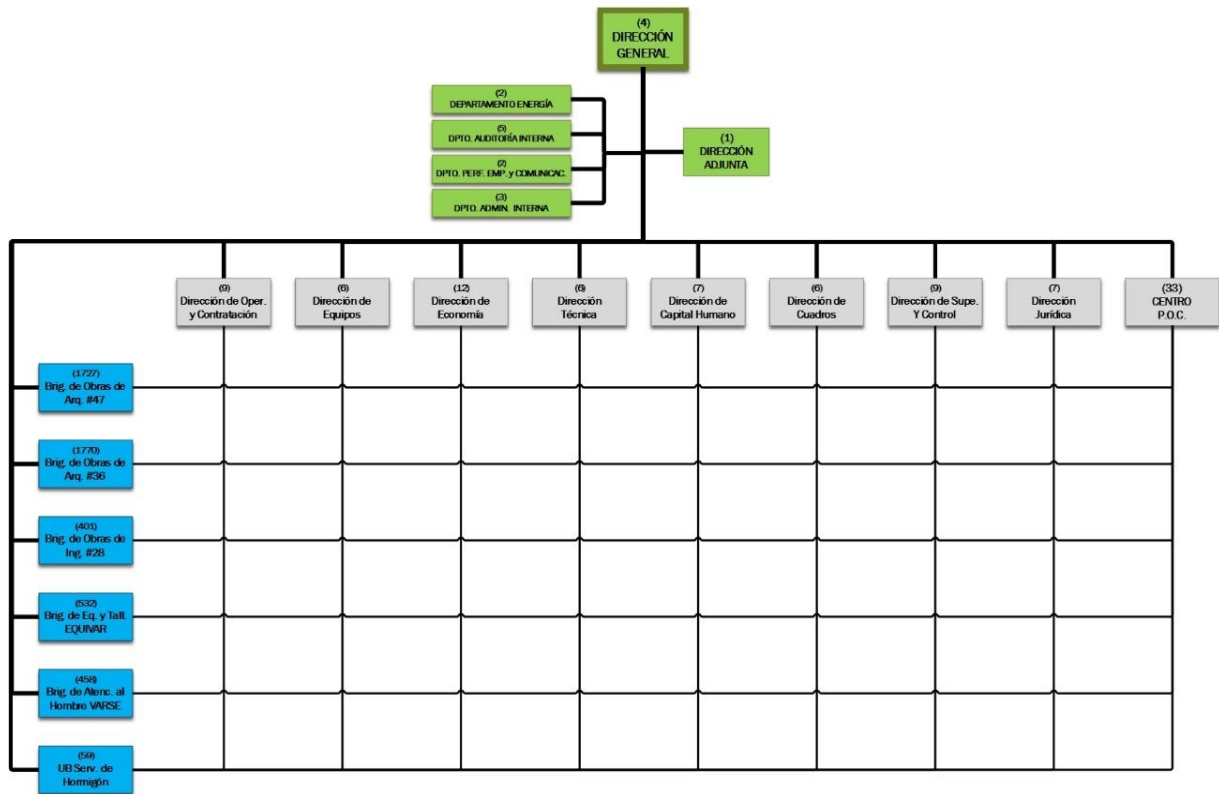 (4)
DIRECCIÓN
GENERAL
(2)
DEPARTAMENTO ENERGÍA
(5)
DPTO. AUDITORÍA INTERNA
(2)
DPTO. PERF. EMP. y COMUNICAC.
(3)
DPTO. ADMIN. INTERNA
(1)
DIRECCIÓN
ADJUNTA
(9)
Dirección de Oper.
y Contratación
(6)
Dirección de
Equipos
(12)
Dirección de
Economía
(6)
Dirección
Técnica
(7)
Dirección de
Capital Humano
(6)
Dirección de
Cuadros
(9)
Dirección de Supe.
Y Control
(7)
Dirección
Jurídica
(33)
CENTRO
P.O.C.
(1727)
Brig. de Obras de
Arq. #47
(1770)
Brig. de Obras de
Arq. #36
(401)
Brig. de Obras de
Ing. #28
(532)
Brig. de Eq. y Tall.
EQUIVAR
(458)
Brig. de Atenc. al
Hombre VARSE
(59)
UB Serv. de
Hormigón